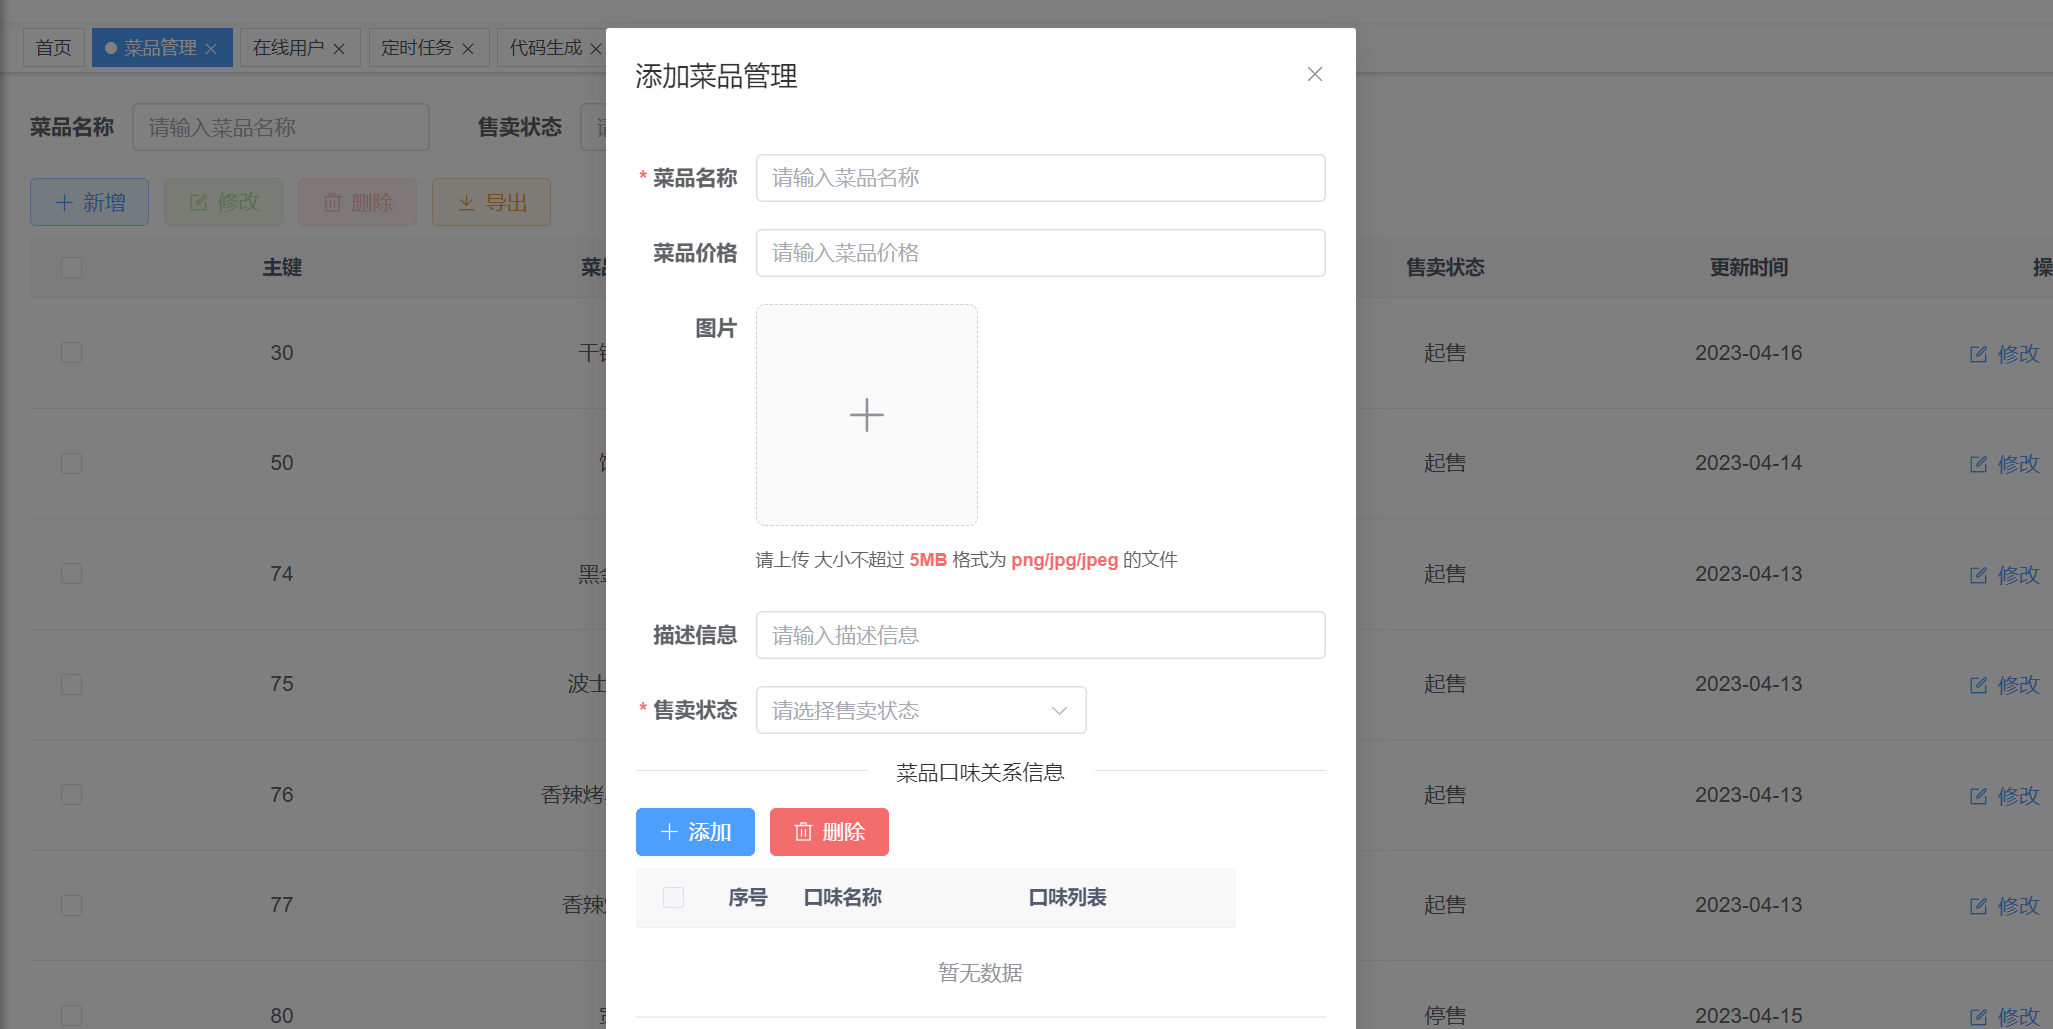 首页 菜品管理 在线用户 定时任务 代码生成
添加菜品管理
菜品名称 请输入菜品名称 售卖状态
新增 修改 删除 导出
* 菜品名称 请输入菜品名称
菜品价格 请输入菜品价格
图片
请上传 大小不超过 5MB 格式为 png/jpg/jpeg 的文件
描述信息 请输入描述信息
* 售卖状态 请选择售卖状态
菜品口味关系信息
添加 删除
序号 口味名称 口味列表
暂无数据
主键 菜 售卖状态 更新时间 操
30 干 起售 2023-04-16 修改
50 起售 2023-04-14 修改
74 黑 起售 2023-04-13 修改
75 波士 起售 2023-04-13 修改
76 香辣烤 起售 2023-04-13 修改
77 香辣 起售 2023-04-13 修改
80 停售 2023-04-15 修改